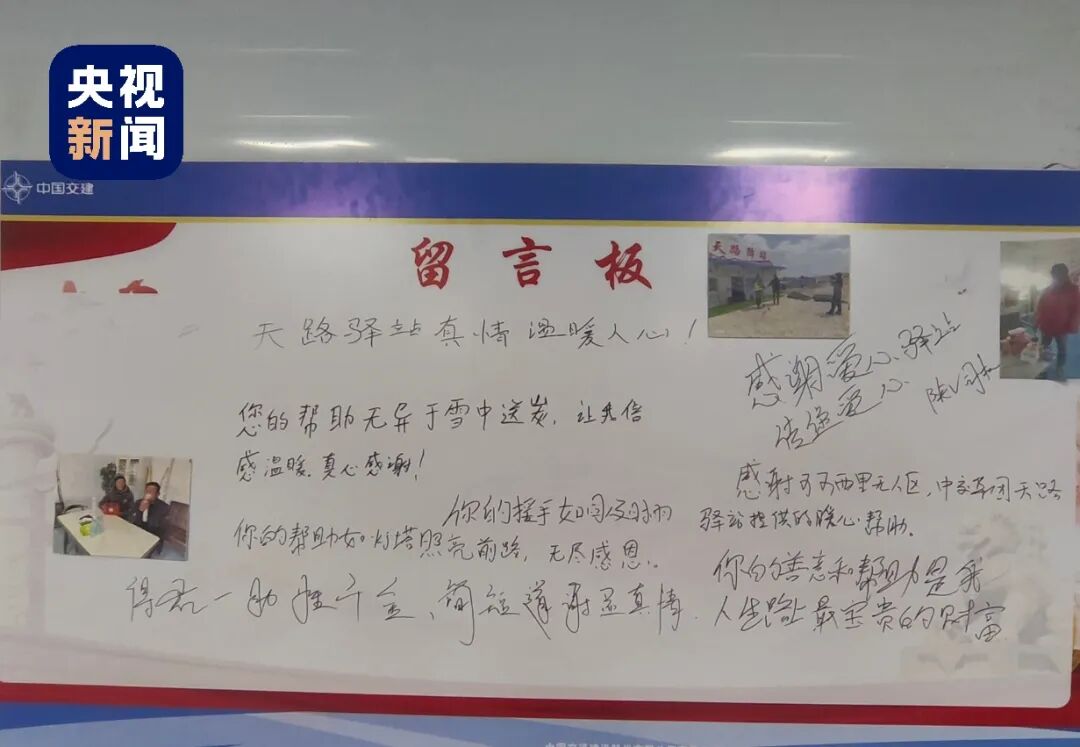 央视
新闻
中国交建
留言板
天路驿站
天路驿站真情温暖人心！
感谢爱心驿站
传递爱心
您的帮助无异于雪中送炭，让我倍
感温暖，真心感谢！
你的援手如同及时雨
你的帮助如灯塔照亮前路，无尽感恩。
得君一助胜千金，简短道谢显真情.
感谢可可西里无人区，中交集团天路
驿站提供的暖心帮助.
你的善意和帮助力是我
人生路上最宝贵的财富